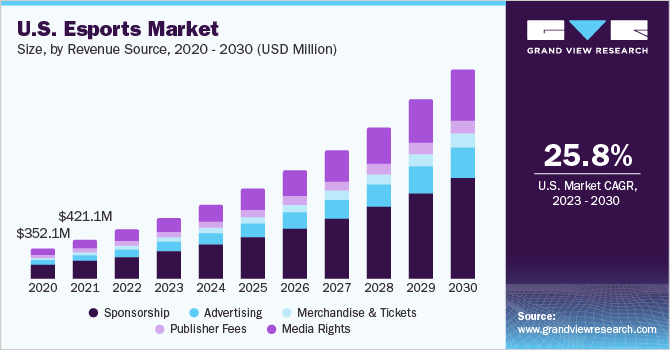 U.S. Esports Market
Size, by Revenue Source, 2020 - 2030 (USD Million)
$352.1M
$421.1M
2020 2021 2022 2023 2024 2025 2026 2027 2028 2029 2030
Sponsorship Advertising Merchandise & Tickets
Publisher Fees Media Rights
GRAND VIEW RESEARCH
25.8%
U.S. Market CAGR,
2023 - 2030
Source:
www.grandviewresearch.com